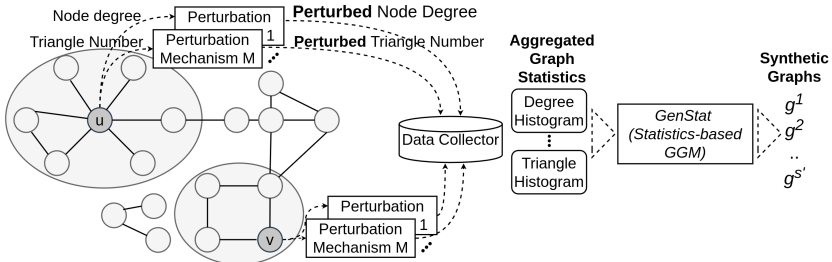 Node degree
Triangle Number
Perturbation
1
Perturbation
Mechanism M
Perturbed Node Degree
Perturbed Triangle Number
u
v
Perturbation
1
Perturbation
Mechanism M
Data Collector
Aggregated
Graph
Statistics
Degree
Histogram
Triangle
Histogram
GenStat
(Statistics-based
GGM)
Synthetic
Graphs
g1
g2
..
gs'